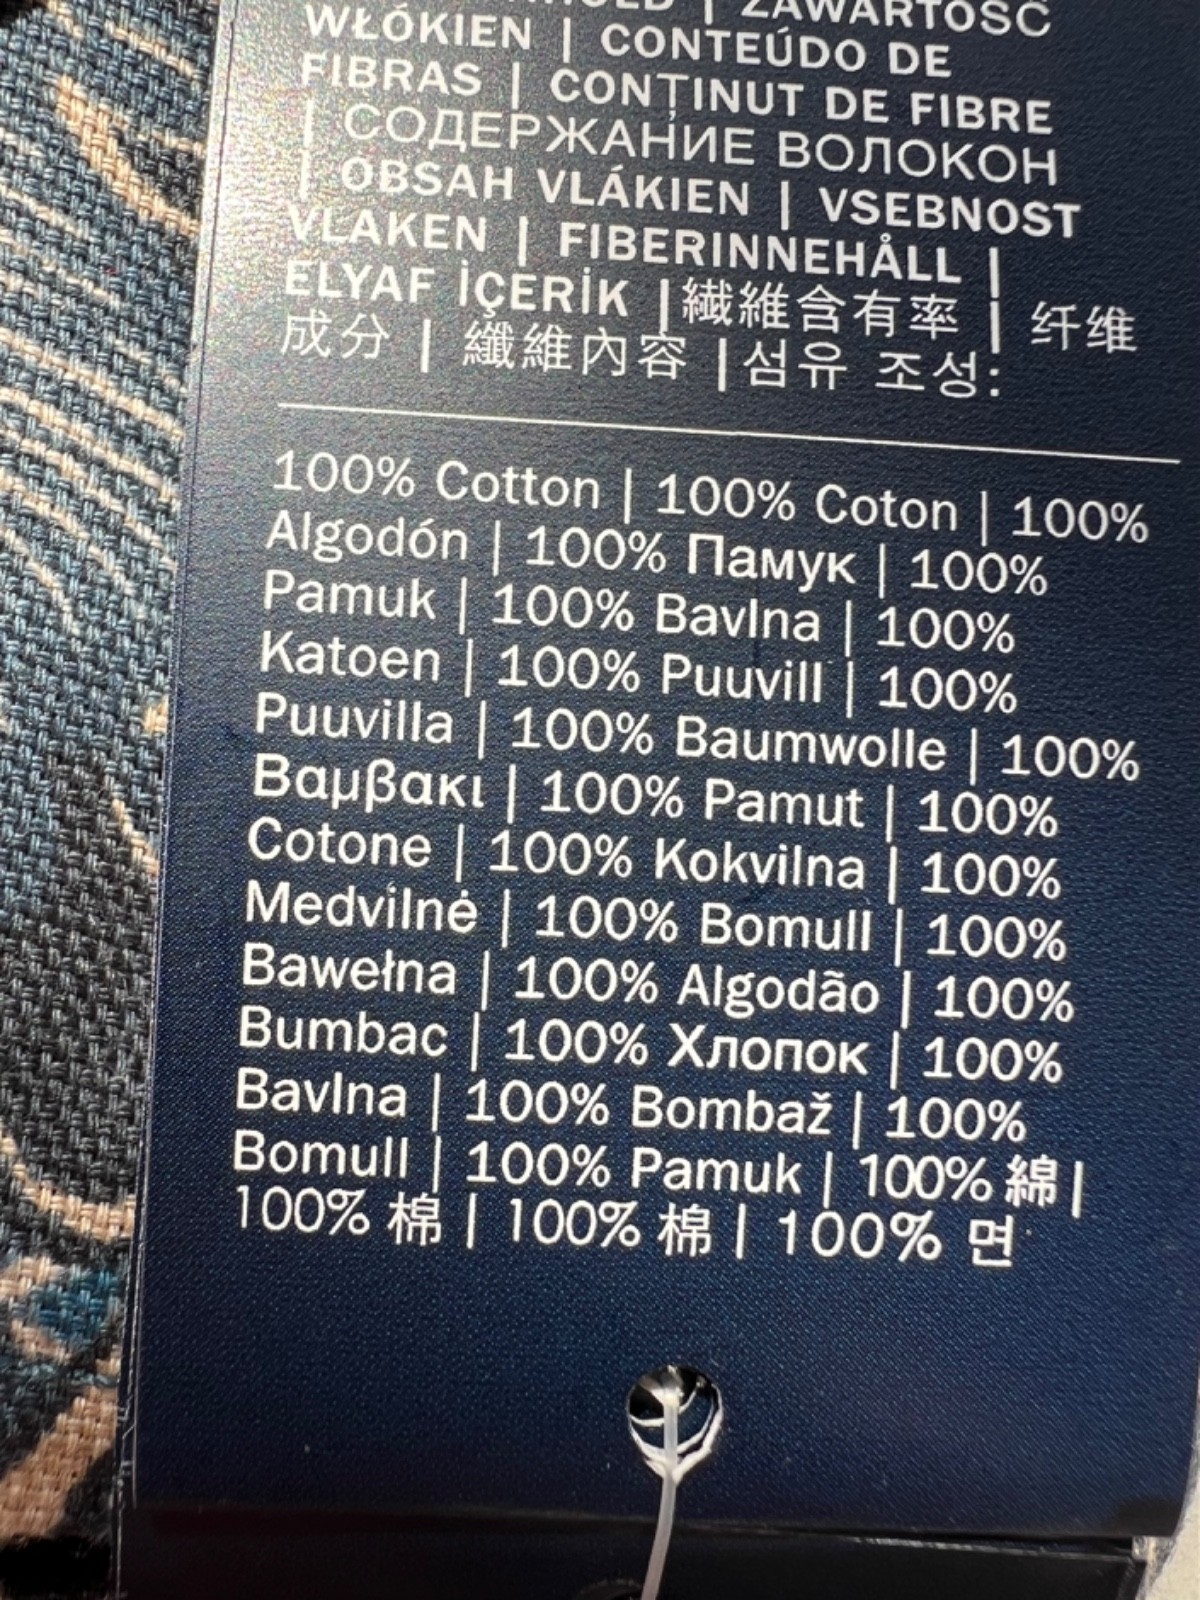 ZAWARTOŚĆ
WŁÓKIEN | CONTEÚDO DE
FIBRAS | CONȚINUT DE FIBRE
| СОДЕРЖАНИЕ ВОЛОКОН
| OBSAH VLÁKIEN | VSEBNOST
VLAKEN | FIBERINNEHÅLL |
ELYAF İÇERİK |繊維含有率 | 纤维
成分 | 纖維內容 |섬유 조성:
100% Cotton | 100% Coton | 100%
Algodón | 100% Памук | 100%
Pamuk | 100% Bavlna | 100%
Katoen | 100% Puuvill | 100%
Puuvilla | 100% Baumwolle | 100%
Βαμβακι | 100% Pamut | 100%
Cotone | 100% Kokvilna | 100%
Medvilnė | 100% Bomull | 100%
Bawełna | 100% Algodão | 100%
Bumbac | 100% Хлопок | 100%
Bavlna | 100% Bombaž | 100%
Bomull | 100% Pamuk | 100% 綿 |
100% 棉 | 100% 棉 | 100% 면